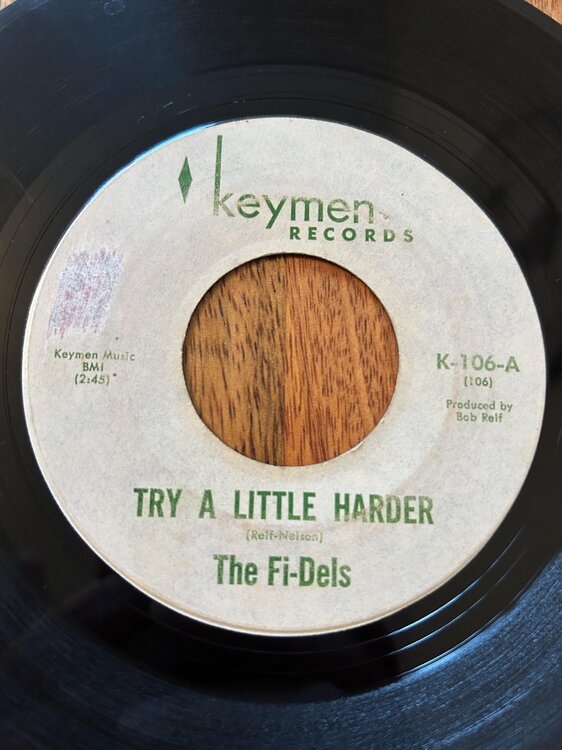 keymen
RECORDS
Keymen Music
BMI
(2:45)
K-106-A
(106)
Produced by
Bob Relf
TRY A LITTLE HARDER
(Relf-Nelson)
The Fi-Dels